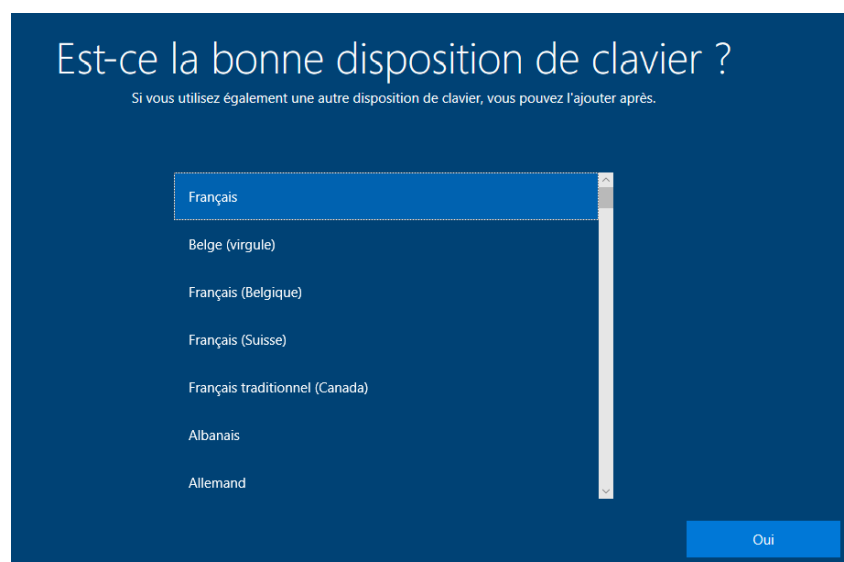 Est-ce la bonne disposition de clavier ?
Si vous utilisez également une autre disposition de clavier, vous pouvez l'ajouter après.
Français
Belge (virgule)
Français (Belgique)
Français (Suisse)
Français traditionnel (Canada)
Albanais
Allemand
Oui